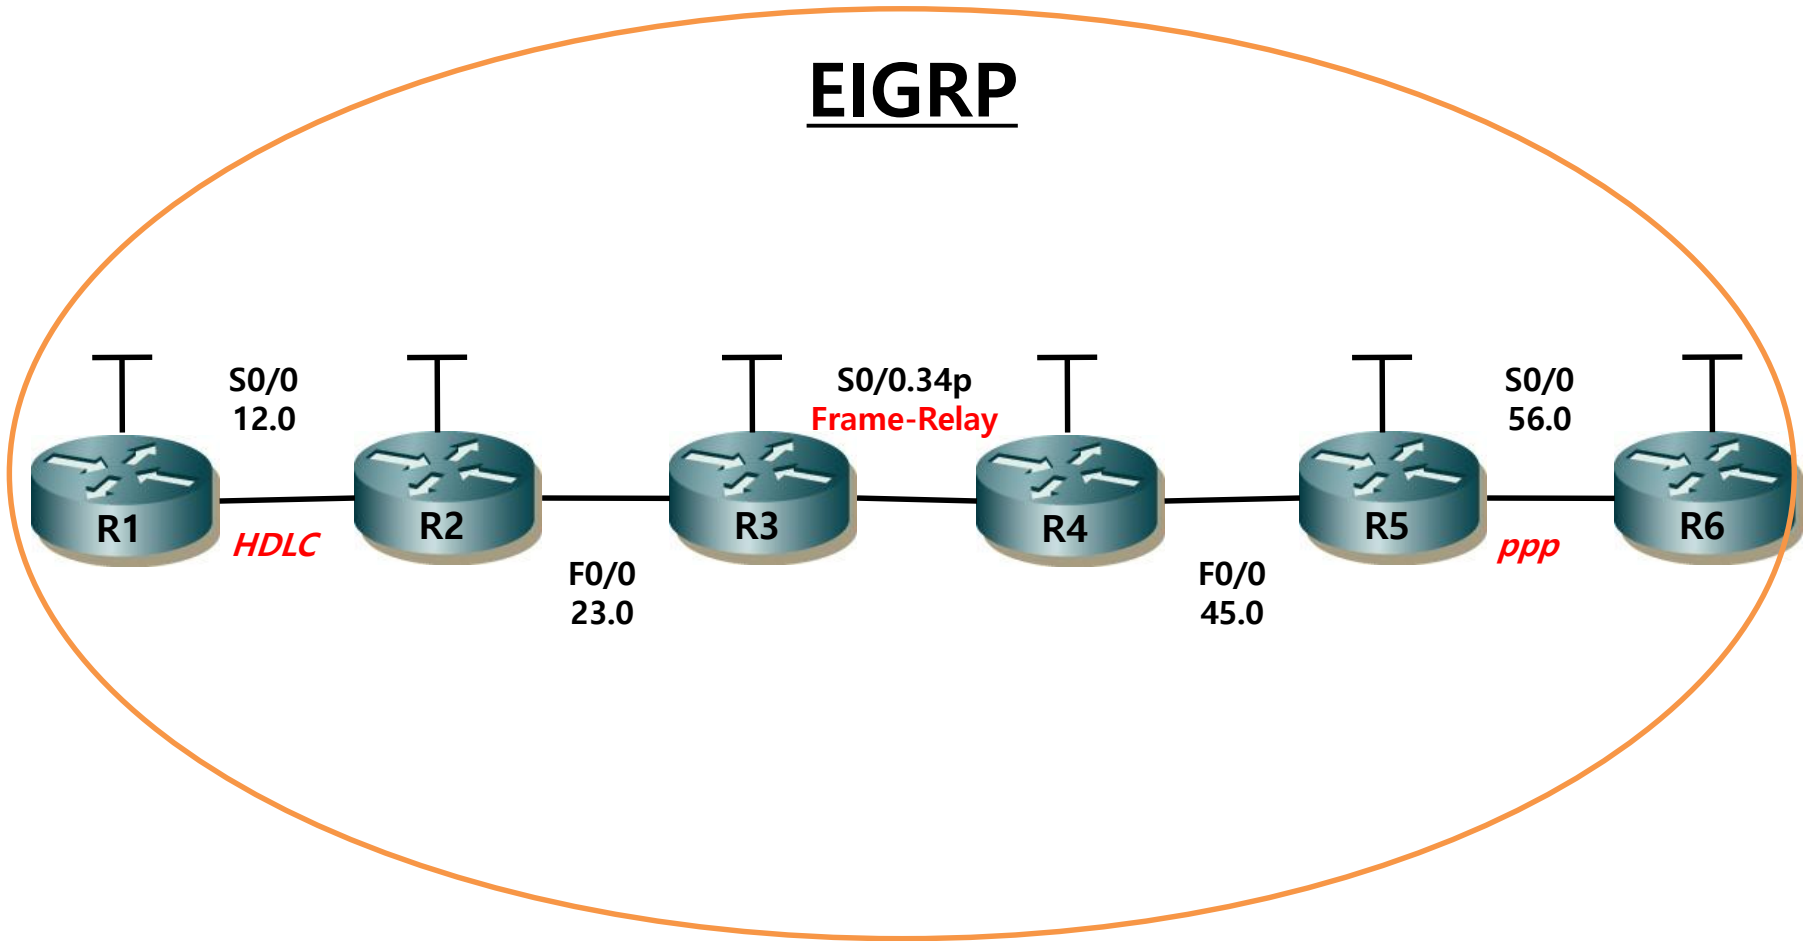 EIGRP
S0/0
12.0
S0/0.34p
Frame-Relay
S0/0
56.0
R1
R2
R3
R4
R5
R6
HDLC
ppp
F0/0
23.0
F0/0
45.0